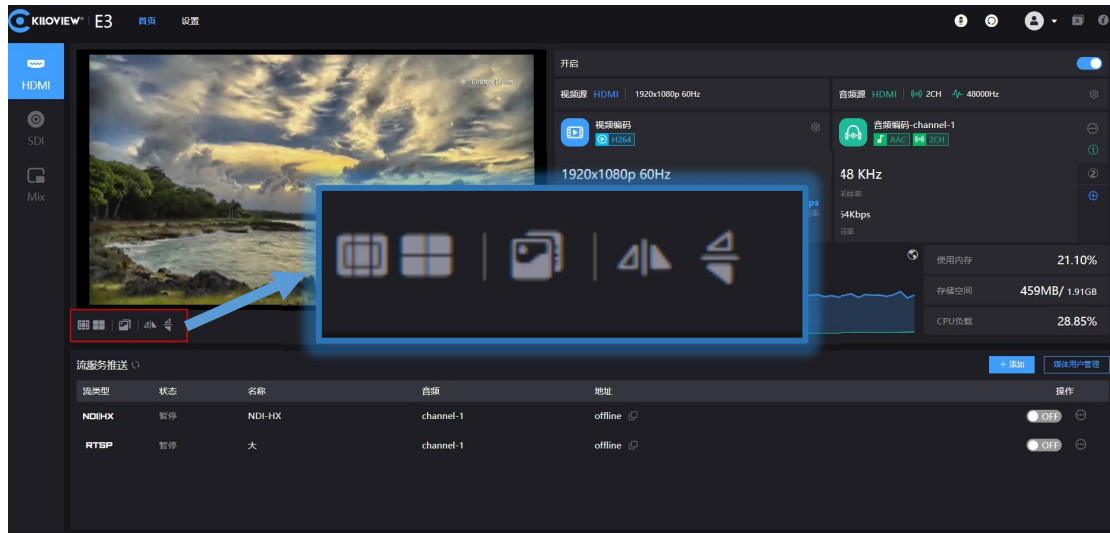 KILOVIEW® E3 首页 设置
HDMI
SDI
Mix
开启
视频源 HDMI 1920x1080p 60Hz
音频源 HDMI 2CH 48000Hz
视频编码
H264
音频编码-channel-1
AAC 2CH
1920x1080p 60Hz
48 KHz
采样率
54Kbps
使用内存 21.10%
存储空间 459MB/ 1.91GB
CPU负载 28.85%
流服务推送
+ 添加 媒体用户管理
流类型 状态 名称 音频 地址 操作
NDI|HX 暂停 NDI-HX channel-1 offline OFF
RTSP 暂停 大 channel-1 offline OFF